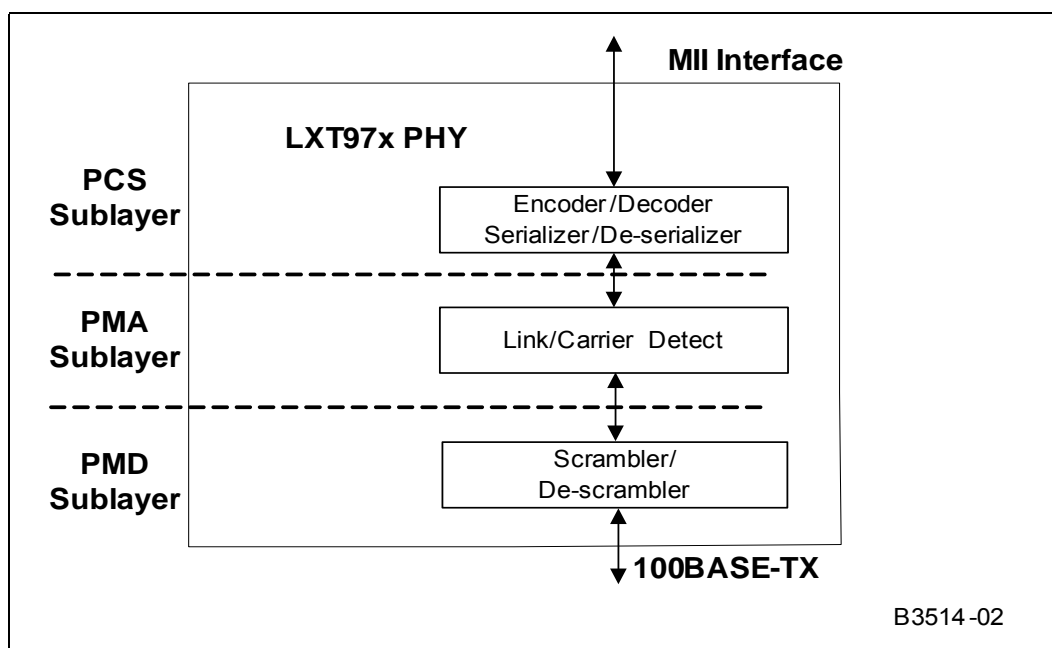 MII Interface
LXT97x PHY
PCS
Sublayer
Encoder/Decoder
Serializer/De-serializer
PMA
Sublayer
Link/Carrier Detect
PMD
Sublayer
Scrambler/
De-scrambler
100BASE-TX
B3514-02